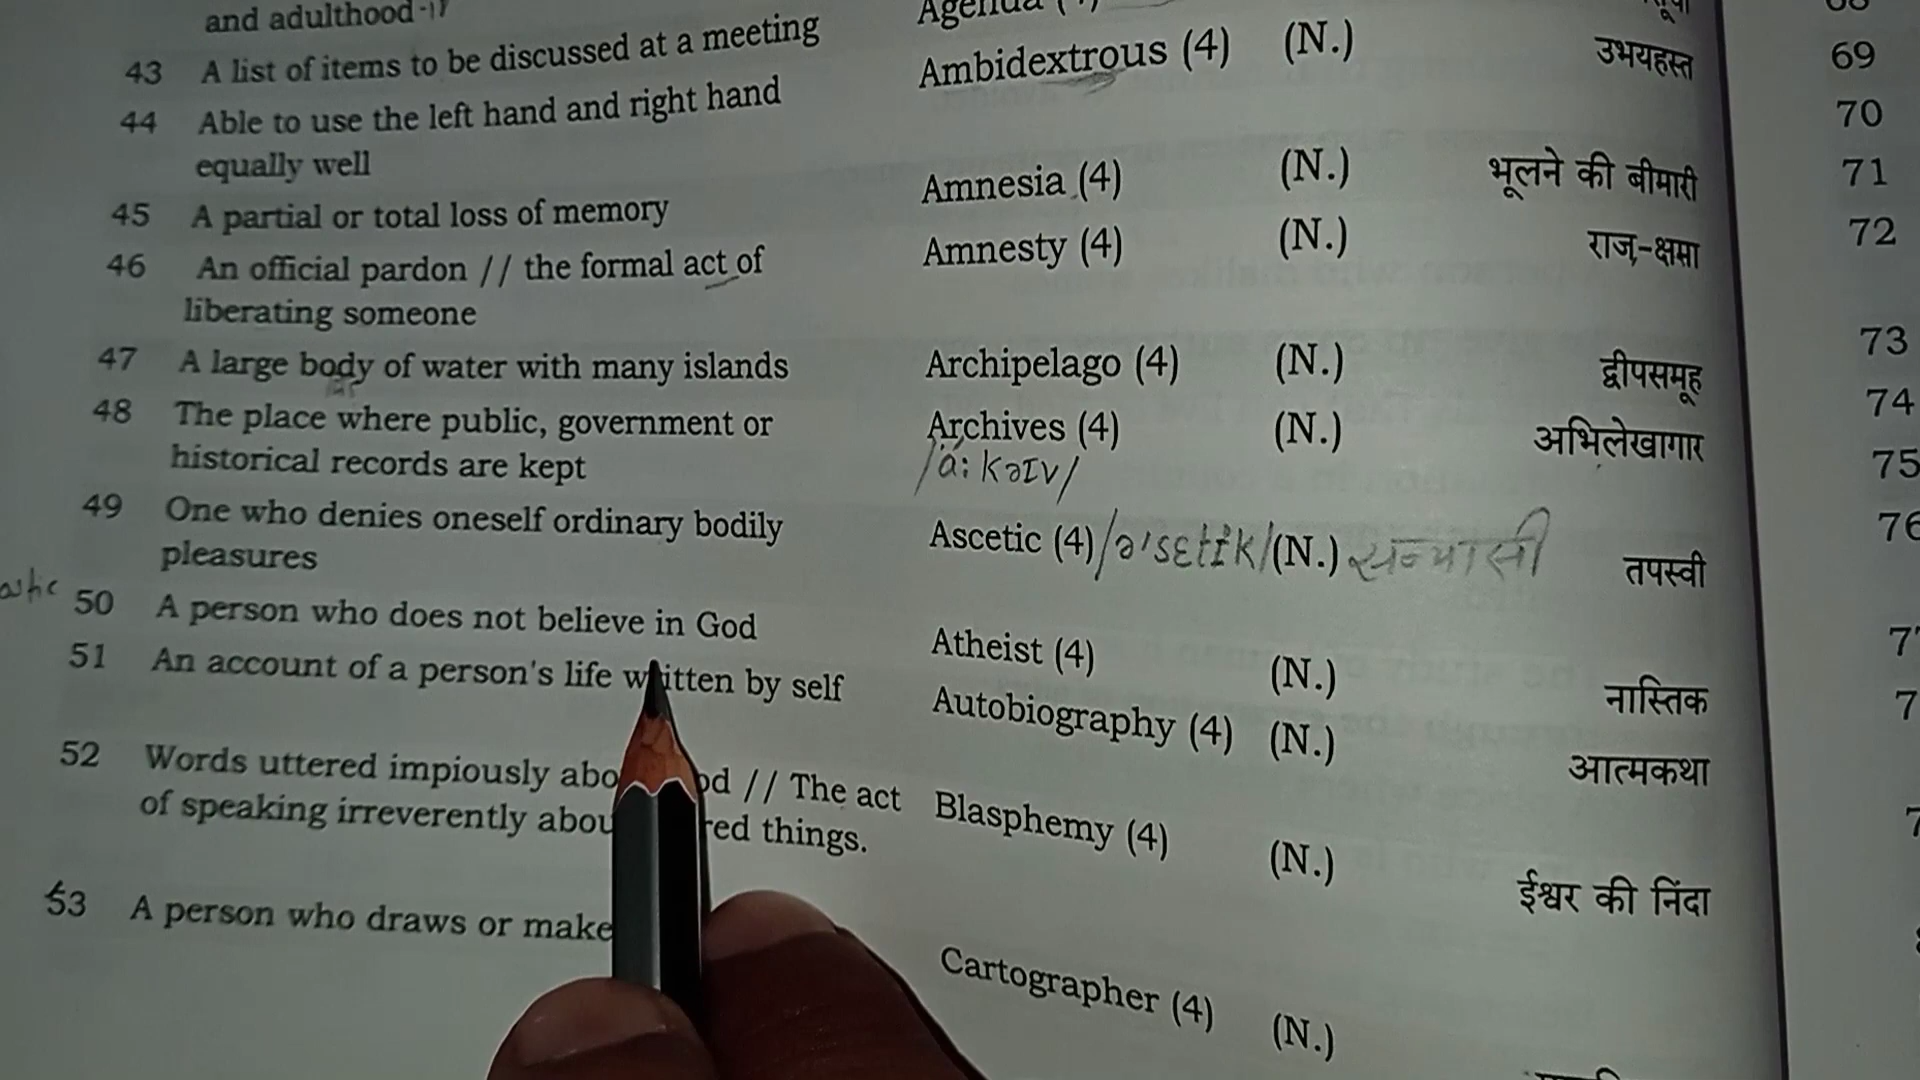 and adulthood
43 A list of items to be discussed at a meeting Agenda
44 Able to use the left hand and right hand Ambidextrous (4) (N.) उभयहस्त
equally well
45 A partial or total loss of memory Amnesia (4) (N.) भूलने की बीमारी
46 An official pardon // the formal act of Amnesty (4) (N.) राज-क्षमा
liberating someone
47 A large body of water with many islands Archipelago (4) (N.) द्वीपसमूह
48 The place where public, government or Archives (4) (N.) अभिलेखागार
historical records are kept /a:kəIv/
49 One who denies oneself ordinary bodily Ascetic (4) /ə'sɛtɪk/ (N.) सन्यासी तपस्वी
pleasures
50 A person who does not believe in God Atheist (4) (N.) नास्तिक
51 An account of a person's life written by self Autobiography (4) (N.) आत्मकथा
52 Words uttered impiously // The act Blasphemy (4) (N.) ईश्वर की निंदा
of speaking irreverently things.
53 A person who draws or make Cartographer (4) (N.)
69
70
71
72
73
74
75
76